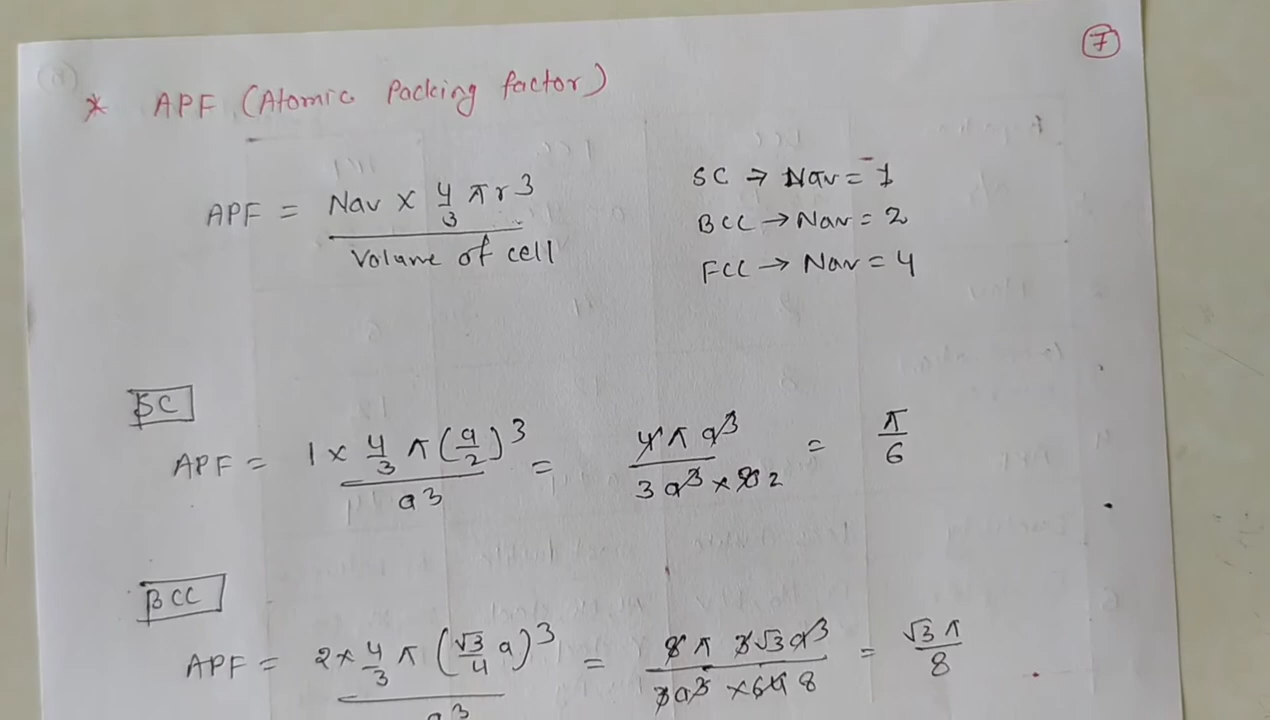 7
* APF (Atomic Packing factor)
APF = Nav × 4/3 π r3 / Volume of cell
SC → Nav = 1
BCC → Nav = 2
FCC → Nav = 4
SC
APF = 1 × 4/3 π (a/2)3 / a3 = 4 π a3 / 3 a3 × 8 2 = π/6
BCC
APF = 2 × 4/3 π (√3/4 a)3 / a3 = 8 π 3√3 a3 / 3 a3 × 64 8 = √3 π / 8